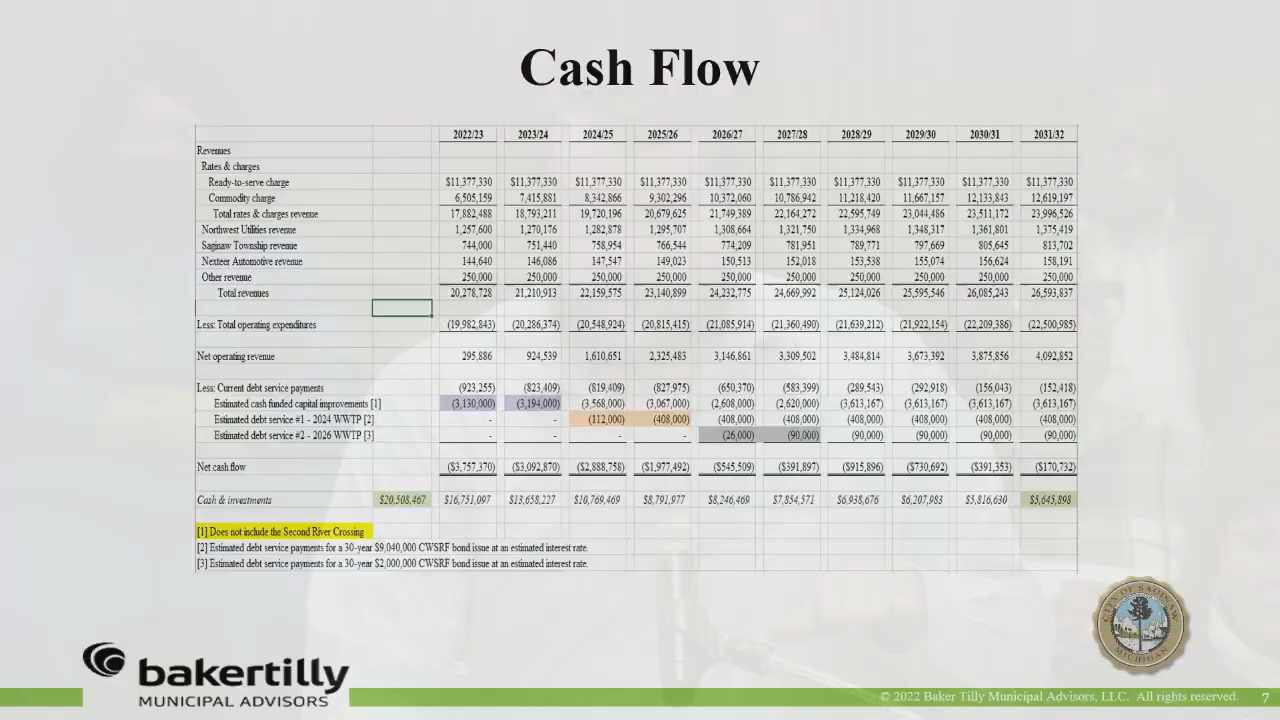 Cash Flow
2022/23 2023/24 2024/25 2025/26 2026/27 2027/28 2028/29 2029/30 2030/31 2031/32
Revenues
Rates & charges
Ready-to-serve charge $11,377,330 $11,377,330 $11,377,330 $11,377,330 $11,377,330 $11,377,330 $11,377,330 $11,377,330 $11,377,330 $11,377,330
Commodity charge 6,505,159 7,415,881 8,342,866 9,302,296 10,372,060 10,786,942 11,218,420 11,667,157 12,133,843 12,619,197
Total rates & charges revenue 17,882,488 18,793,211 19,720,196 20,679,625 21,749,389 22,164,272 22,595,749 23,044,486 23,511,172 23,996,526
Northwest Utilities revenue 1,257,600 1,270,176 1,282,878 1,295,707 1,308,664 1,321,750 1,334,968 1,348,317 1,361,801 1,375,419
Saginaw Township revenue 744,000 751,440 758,954 766,544 774,209 781,951 789,771 797,669 805,645 813,702
Nexteer Automotive revenue 144,640 146,086 147,547 149,023 150,513 152,018 153,538 155,074 156,624 158,191
Other revenue 250,000 250,000 250,000 250,000 250,000 250,000 250,000 250,000 250,000 250,000
Total revenues 20,278,728 21,210,913 22,159,575 23,140,899 24,232,775 24,669,992 25,124,026 25,595,546 26,085,243 26,593,837
Less: Total operating expenditures (19,982,843) (20,286,374) (20,548,924) (20,815,415) (21,085,914) (21,360,490) (21,639,212) (21,922,154) (22,209,386) (22,500,985)
Net operating revenue 295,886 924,539 1,610,651 2,325,483 3,146,861 3,309,502 3,484,814 3,673,392 3,875,856 4,092,852
Less: Current debt service payments (923,255) (823,409) (819,409) (827,975) (650,370) (583,399) (289,543) (292,918) (156,043) (152,418)
Estimated cash funded capital improvements [1] (3,130,000) (3,194,000) (3,568,000) (3,067,000) (2,608,000) (2,620,000) (3,613,167) (3,613,167) (3,613,167) (3,613,167)
Estimated debt service #1 - 2024 WWTP [2] - - (112,000) (408,000) (408,000) (408,000) (408,000) (408,000) (408,000) (408,000)
Estimated debt service #2 - 2026 WWTP [3] - - - - (26,000) (90,000) (90,000) (90,000) (90,000) (90,000)
Net cash flow ($3,757,370) ($3,092,870) ($2,888,758) ($1,977,492) ($545,509) ($391,897) ($915,896) ($730,692) ($391,353) ($170,732)
Cash & investments $20,508,467 $16,751,097 $13,658,227 $10,769,469 $8,791,977 $8,246,469 $7,854,571 $6,938,676 $6,207,983 $5,816,630 $5,645,898
[1] Does not include the Second River Crossing
[2] Estimated debt service payments for a 30-year $9,040,000 CWSRF bond issue at an estimated interest rate.
[3] Estimated debt service payments for a 30-year $2,000,000 CWSRF bond issue at an estimated interest rate.
CITY OF SAGINAW
MICHIGAN
bakertilly
MUNICIPAL ADVISORS
© 2022 Baker Tilly Municipal Advisors, LLC. All rights reserved. 7